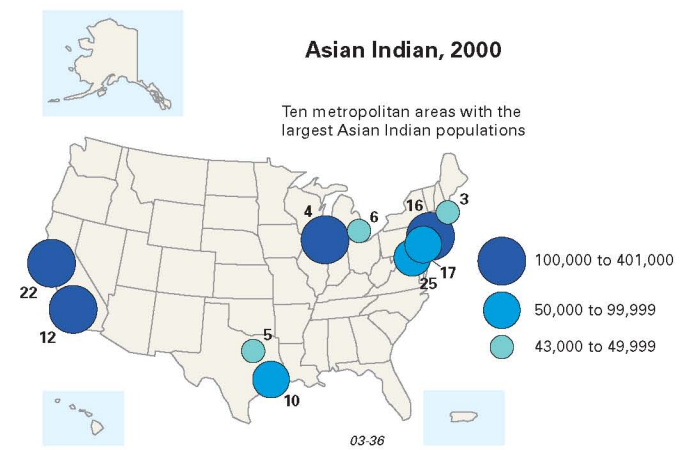 Asian Indian, 2000
Ten metropolitan areas with the
largest Asian Indian populations
3
16
4
6
100,000 to 401,000
17
25
22
50,000 to 99,999
12
5
43,000 to 49,999
10
03-36